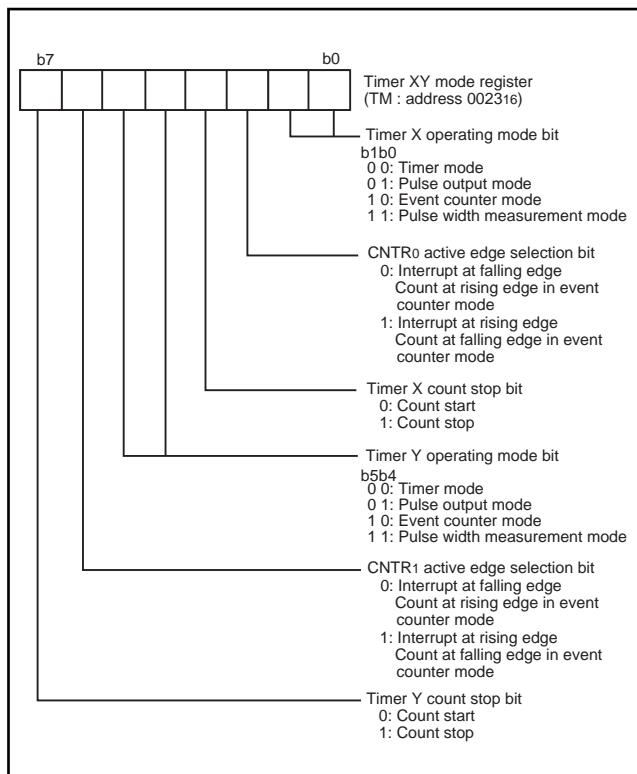 b7 b0
Timer XY mode register
(TM : address 002316)
Timer X operating mode bit
b1b0
0 0: Timer mode
0 1: Pulse output mode
1 0: Event counter mode
1 1: Pulse width measurement mode
CNTR0 active edge selection bit
0: Interrupt at falling edge
Count at rising edge in event
counter mode
1: Interrupt at rising edge
Count at falling edge in event
counter mode
Timer X count stop bit
0: Count start
1: Count stop
Timer Y operating mode bit
b5b4
0 0: Timer mode
0 1: Pulse output mode
1 0: Event counter mode
1 1: Pulse width measurement mode
CNTR1 active edge selection bit
0: Interrupt at falling edge
Count at rising edge in event
counter mode
1: Interrupt at rising edge
Count at falling edge in event
counter mode
Timer Y count stop bit
0: Count start
1: Count stop